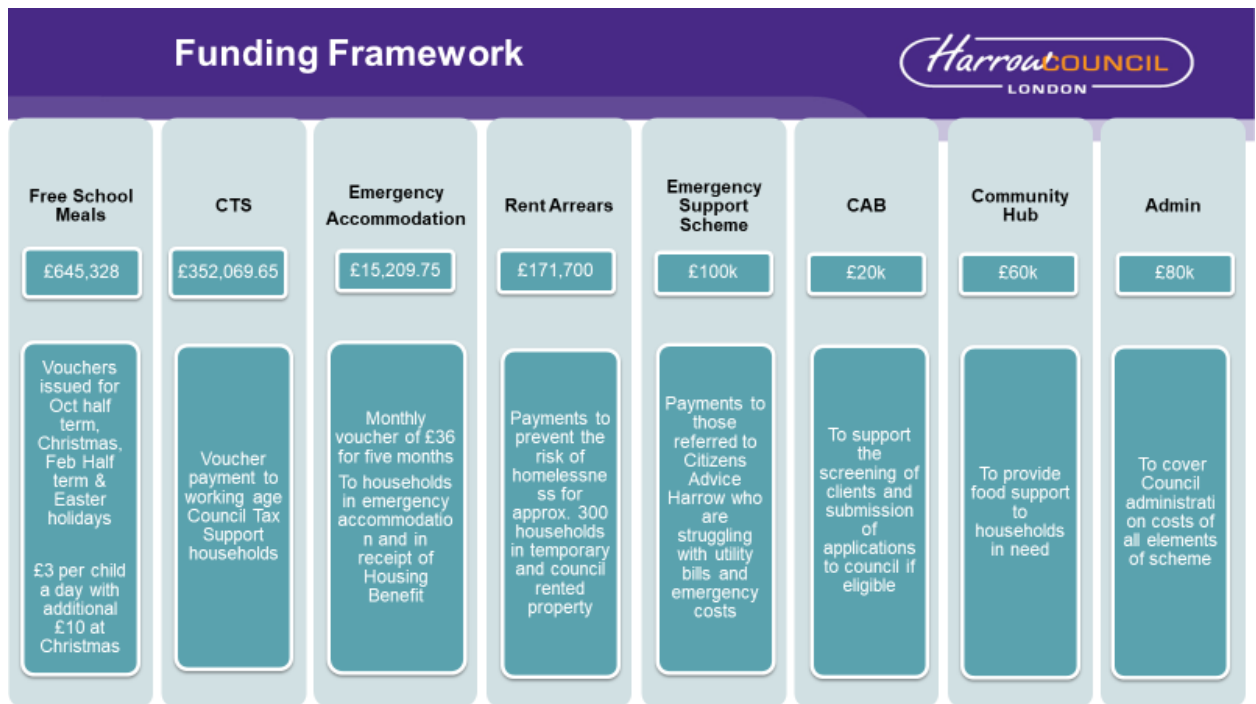 Funding Framework
HarrowCOUNCIL
LONDON
Free School
Meals
£645,328
Vouchers
issued for
Oct half
term,
Christmas,
Feb Half
term &
Easter
holidays
£3 per child
a day with
additional
£10 at
Christmas
CTS
£352,069.65
Voucher
payment to
working age
Council Tax
Support
households
Emergency
Accommodation
£15,209.75
Monthly
voucher of £36
for five months
To households
in emergency
accommodatio
n and in
receipt of
Housing
Benefit
Rent Arrears
£171,700
Payments to
prevent the
risk of
homelessne
ss for
approx. 300
households
in temporary
and council
rented
property
Emergency
Support
Scheme
£100k
Payments to
those
referred to
Citizens
Advice
Harrow who
are
struggling
with utility
bills and
emergency
costs
CAB
£20k
To support
the
screening of
clients and
submission
of
applications
to council if
eligible
Community
Hub
£60k
To provide
food support
to
households
in need
Admin
£80k
To cover
Council
administrati
on costs of
all elements
of scheme